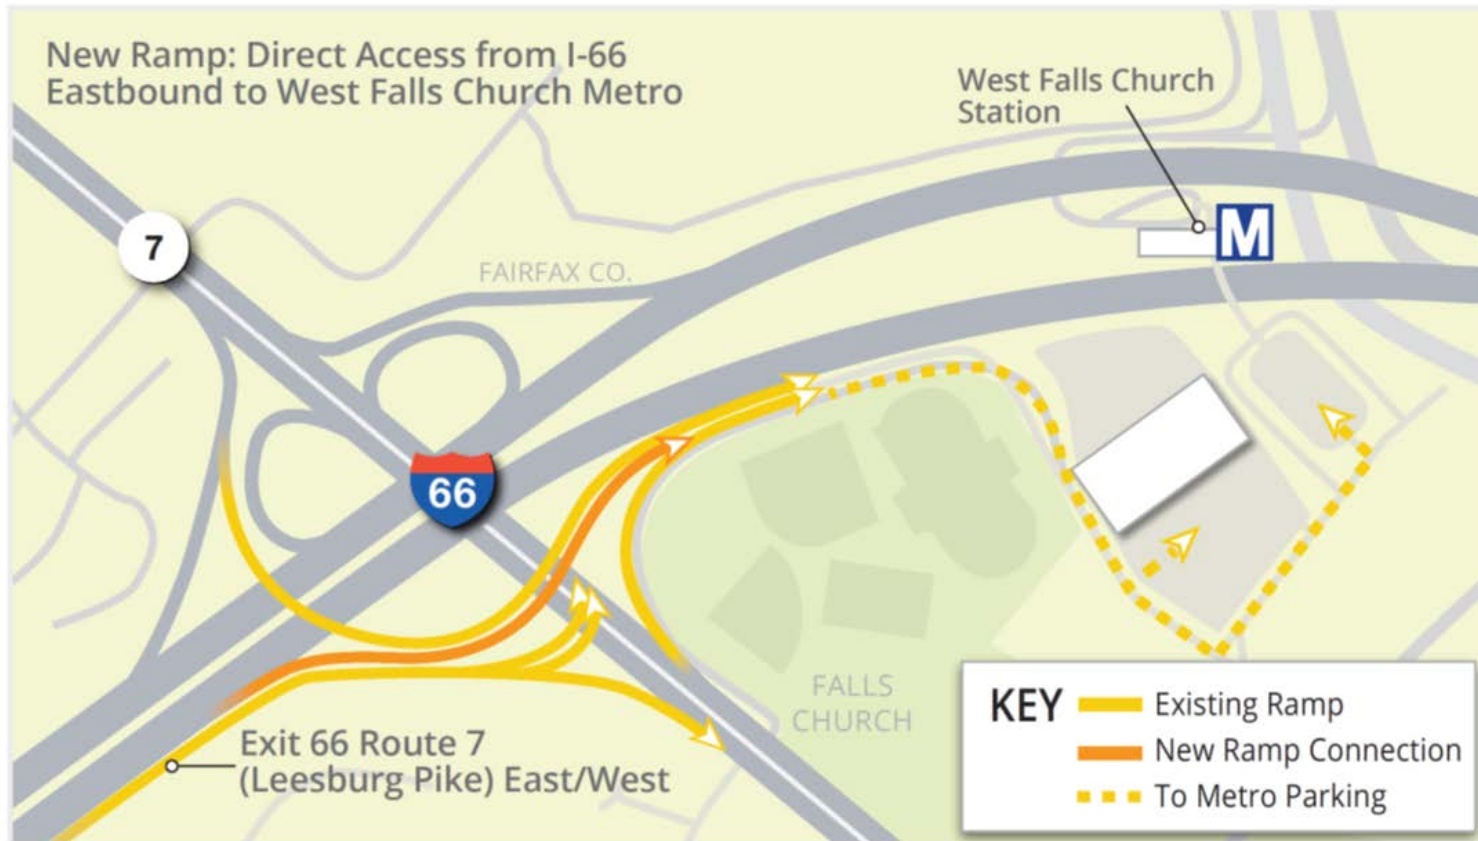 New Ramp: Direct Access from I-66
Eastbound to West Falls Church Metro
West Falls Church
Station
7
M
FAIRFAX CO.
66
FALLS
CHURCH
Exit 66 Route 7
(Leesburg Pike) East/West
KEY
Existing Ramp
New Ramp Connection
To Metro Parking